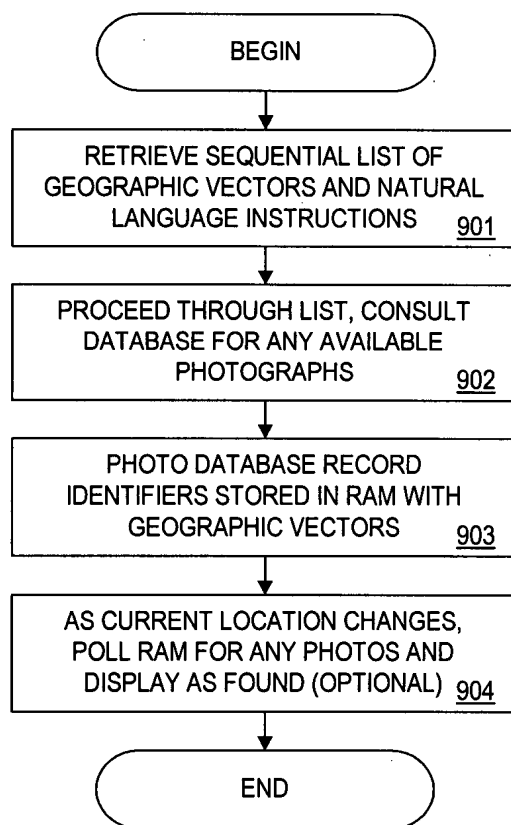 BEGIN
RETRIEVE SEQUENTIAL LIST OF
GEOGRAPHIC VECTORS AND NATURAL
LANGUAGE INSTRUCTIONS
901
PROCEED THROUGH LIST, CONSULT
DATABASE FOR ANY AVAILABLE
PHOTOGRAPHS
902
PHOTO DATABASE RECORD
IDENTIFIERS STORED IN RAM WITH
GEOGRAPHIC VECTORS
903
AS CURRENT LOCATION CHANGES,
POLL RAM FOR ANY PHOTOS AND
DISPLAY AS FOUND (OPTIONAL)
904
END